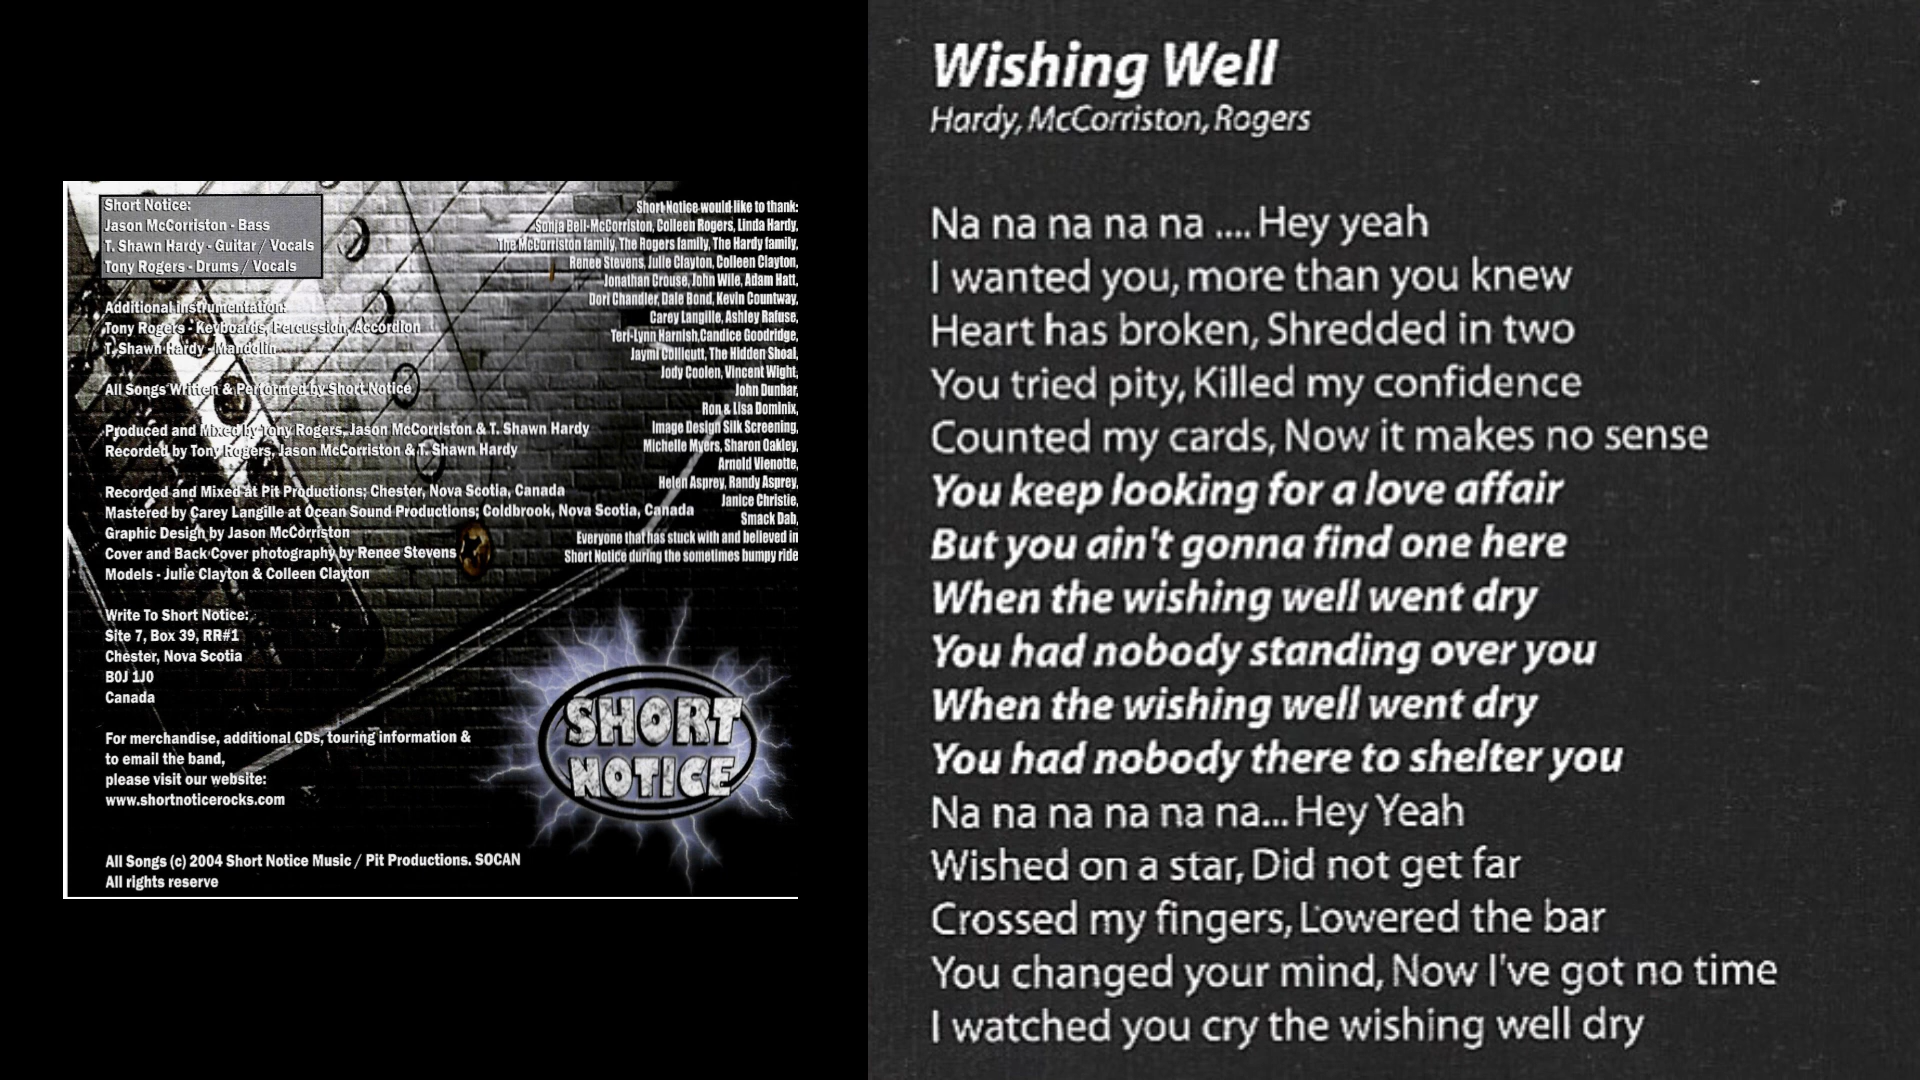 Short Notice:
Jason McCorriston - Bass
T. Shawn Hardy - Guitar / Vocals
Tony Rogers - Drums / Vocals
Additional Instrumentation:
Tony Rogers - Keyboards, Percussion, Accordion
T. Shawn Hardy - Mandolin
All Songs Written & Performed by Short Notice
Produced and Mixed by Tony Rogers, Jason McCorriston & T. Shawn Hardy
Recorded by Tony Rogers, Jason McCorriston & T. Shawn Hardy
Recorded and Mixed at Pit Productions; Chester, Nova Scotia, Canada
Mastered by Carey Langille at Ocean Sound Productions; Coldbrook, Nova Scotia, Canada
Graphic Design by Jason McCorriston
Cover and Back Cover photography by Renee Stevens
Models - Julie Clayton & Colleen Clayton
Write To Short Notice:
Site 7, Box 39, RR#1
Chester, Nova Scotia
B0J 1J0
Canada
For merchandise, additional CDs, touring information &
to email the band,
please visit our website:
www.shortnoticerocks.com
All Songs (c) 2004 Short Notice Music / Pit Productions. SOCAN
All rights reserve
Short Notice would like to thank:
Sonja Bell-McCorriston, Colleen Rogers, Linda Hardy,
The McCorriston family, The Rogers family, The Hardy family,
Renee Stevens, Julie Clayton, Colleen Clayton,
Jonathan Crouse, John Wile, Adam Hatt,
Dori Chandler, Dale Bond, Kevin Countway,
Carey Langille, Ashley Rafuse,
Teri-Lynn Harnish,Candice Goodridge,
Jaymi Collicutt, The Hidden Shoal,
Jody Coolen, Vincent Wight,
John Dunbar,
Ron & Lisa Dominix,
Image Design Silk Screening,
Michelle Myers, Sharon Oakley,
Arnold Vienotte,
Helen Asprey, Randy Asprey,
Janice Christie,
Smack Dab,
Everyone that has stuck with and believed in
Short Notice during the sometimes bumpy ride
SHORT
NOTICE
Wishing Well
Hardy, McCorriston, Rogers
Na na na na na .... Hey yeah
I wanted you, more than you knew
Heart has broken, Shredded in two
You tried pity, Killed my confidence
Counted my cards, Now it makes no sense
You keep looking for a love affair
But you ain't gonna find one here
When the wishing well went dry
You had nobody standing over you
When the wishing well went dry
You had nobody there to shelter you
Na na na na na na... Hey Yeah
Wished on a star, Did not get far
Crossed my fingers, Lowered the bar
You changed your mind, Now I've got no time
I watched you cry the wishing well dry